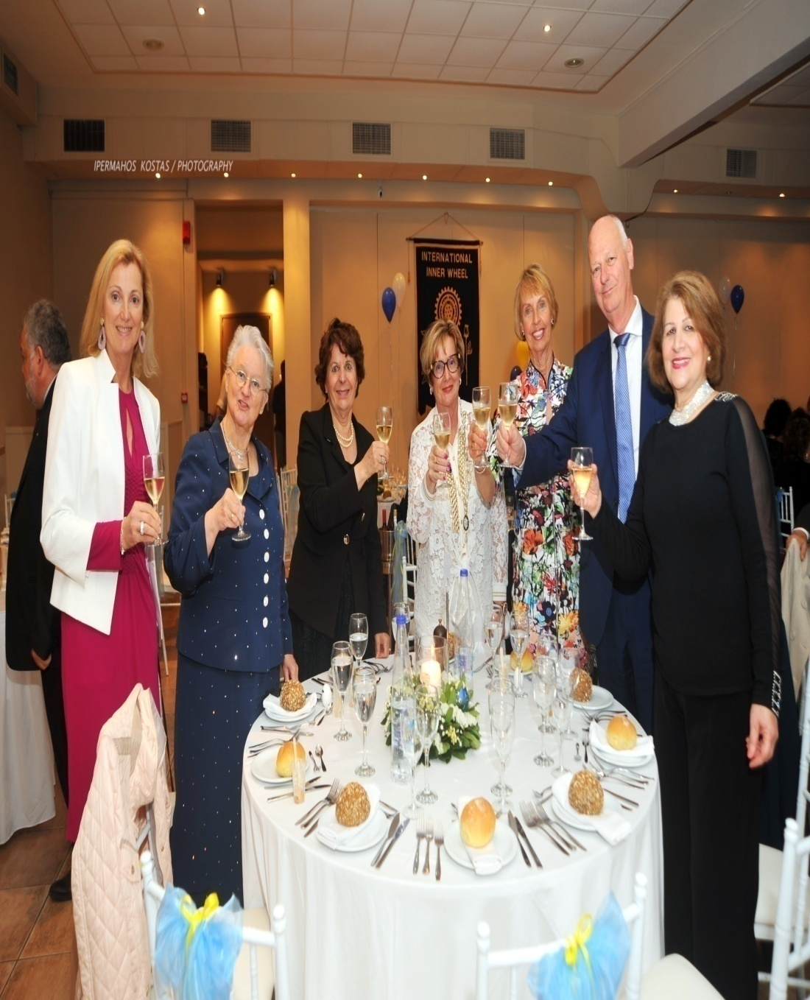 IPERMAHOS KOSTAS / PHOTOGRAPHY
INTERNATIONAL
INNER WHEEL